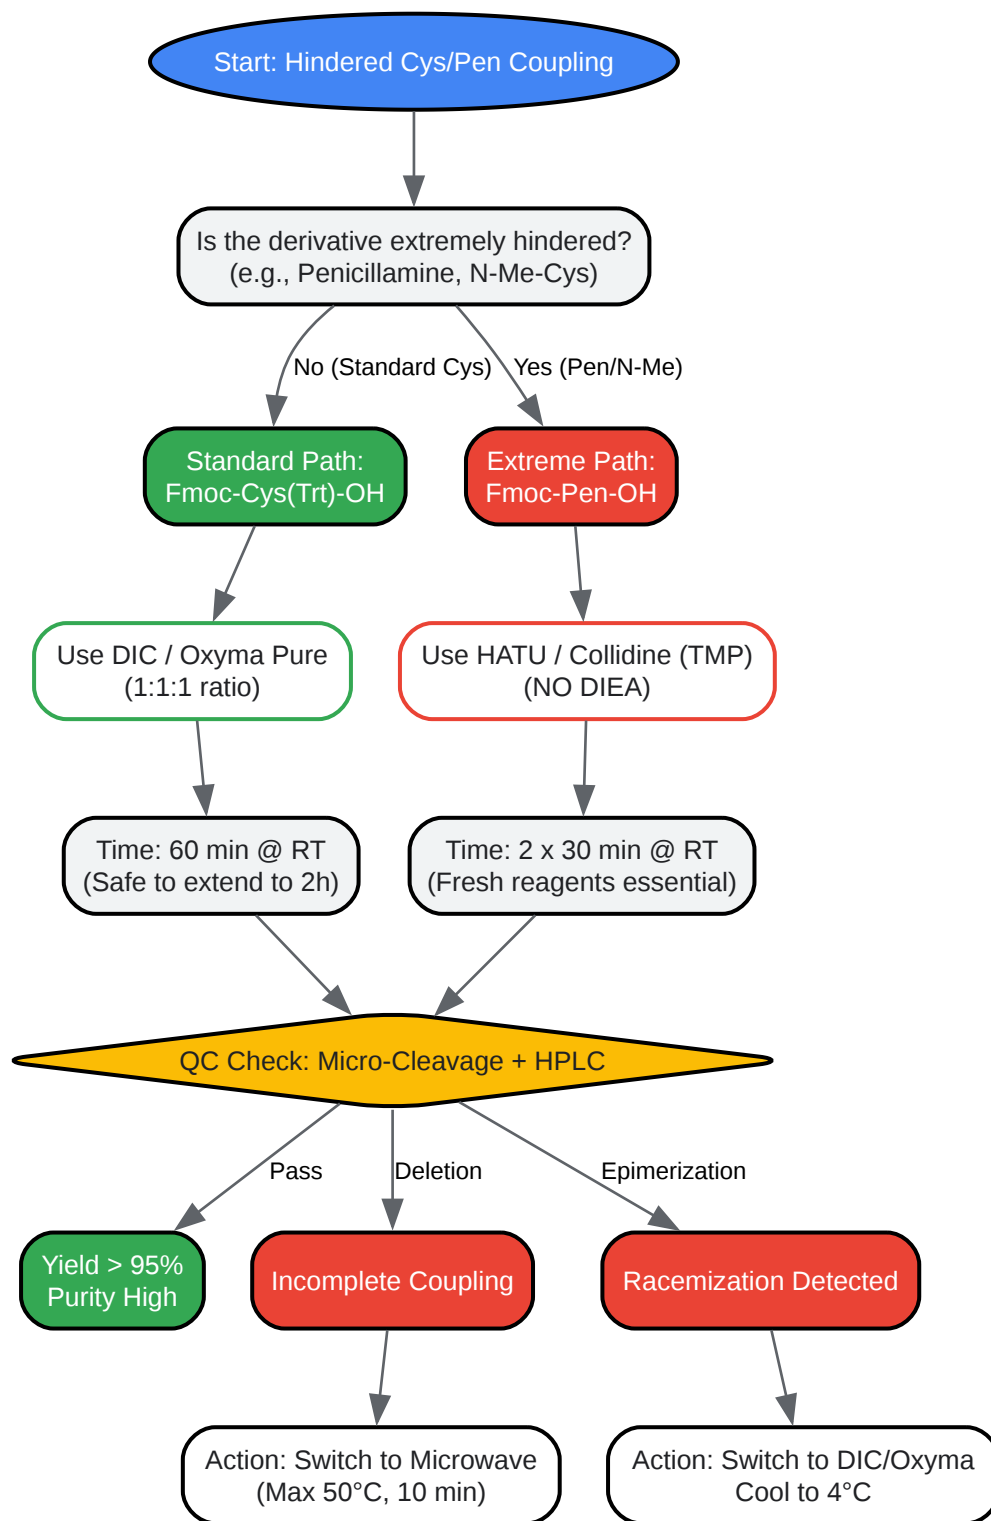 Start: Hindered Cys/Pen Coupling
Is the derivative extremely hindered?
(e.g., Penicillamine, N-Me-Cys)
No (Standard Cys)
Yes (Pen/N-Me)
Standard Path:
Fmoc-Cys(Trt)-OH
Extreme Path:
Fmoc-Pen-OH
Use DIC / Oxyma Pure
(1:1:1 ratio)
Use HATU / Collidine (TMP)
(NO DIEA)
Time: 60 min @ RT
(Safe to extend to 2h)
Time: 2 x 30 min @ RT
(Fresh reagents essential)
QC Check: Micro-Cleavage + HPLC
Pass
Deletion
Epimerization
Yield > 95%
Purity High
Incomplete Coupling
Racemization Detected
Action: Switch to Microwave
(Max 50°C, 10 min)
Action: Switch to DIC/Oxyma
Cool to 4°C